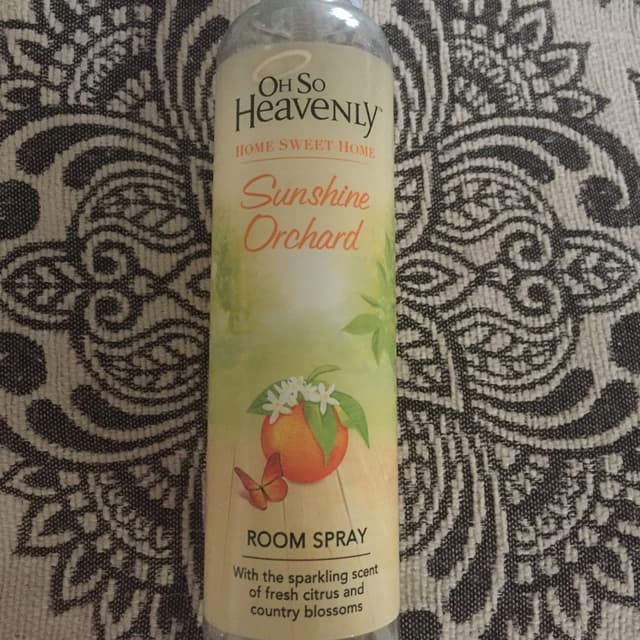 OH SO
HEAVENLY™
HOME SWEET HOME
Sunshine
Orchard
ROOM SPRAY
With the sparkling scent
of fresh citrus and
country blossoms